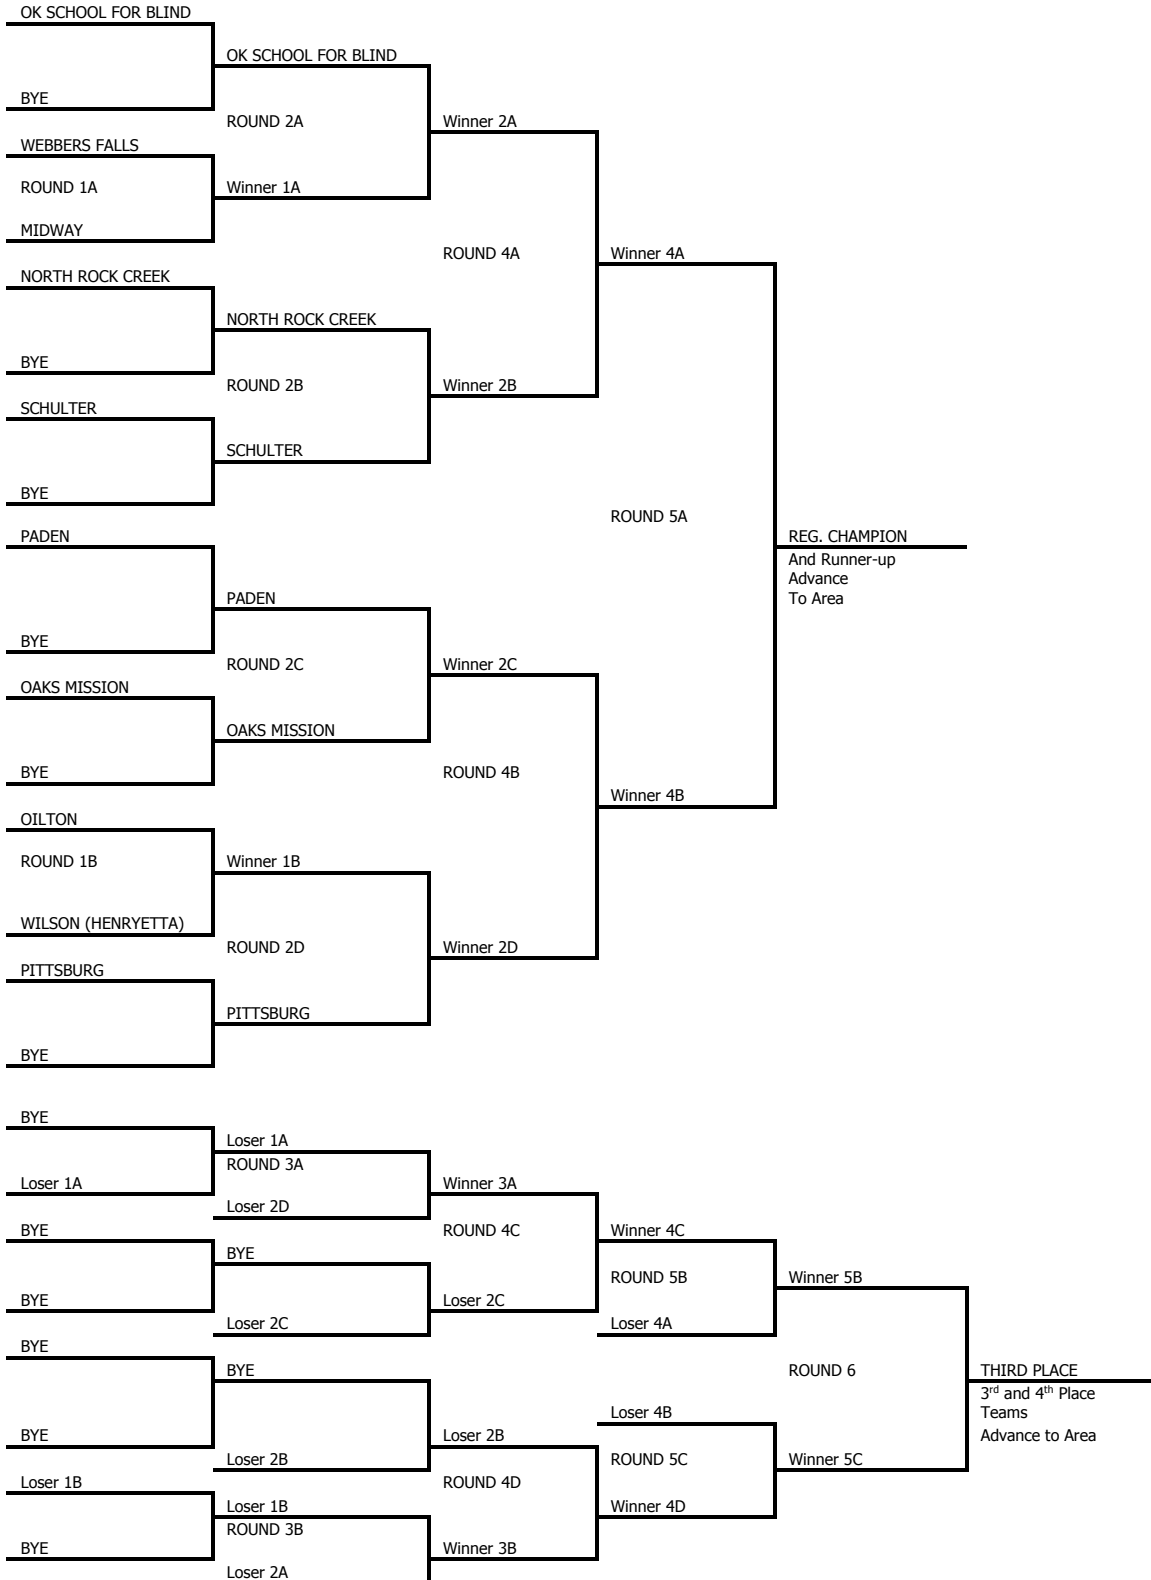 OK SCHOOL FOR BLIND
OK SCHOOL FOR BLIND
BYE
ROUND 2A
Winner 2A
WEBBERS FALLS
ROUND 1A
Winner 1A
MIDWAY
ROUND 4A
Winner 4A
NORTH ROCK CREEK
NORTH ROCK CREEK
BYE
ROUND 2B
Winner 2B
SCHULTER
SCHULTER
BYE
ROUND 5A
PADEN
REG. CHAMPION
And Runner-up
Advance
To Area
PADEN
BYE
ROUND 2C
Winner 2C
OAKS MISSION
OAKS MISSION
BYE
ROUND 4B
Winner 4B
OILTON
ROUND 1B
Winner 1B
WILSON (HENRYETTA)
ROUND 2D
Winner 2D
PITTSBURG
PITTSBURG
BYE
BYE
Loser 1A
ROUND 3A
Loser 1A
Winner 3A
Loser 2D
BYE
ROUND 4C
Winner 4C
BYE
ROUND 5B
Winner 5B
BYE
Loser 2C
Loser 2C
Loser 4A
BYE
BYE
ROUND 6
THIRD PLACE
3rd and 4th Place
Teams
Advance to Area
Loser 4B
BYE
Loser 2B
Loser 2B
ROUND 5C
Winner 5C
Loser 1B
ROUND 4D
Loser 1B
Winner 4D
ROUND 3B
BYE
Winner 3B
Loser 2A